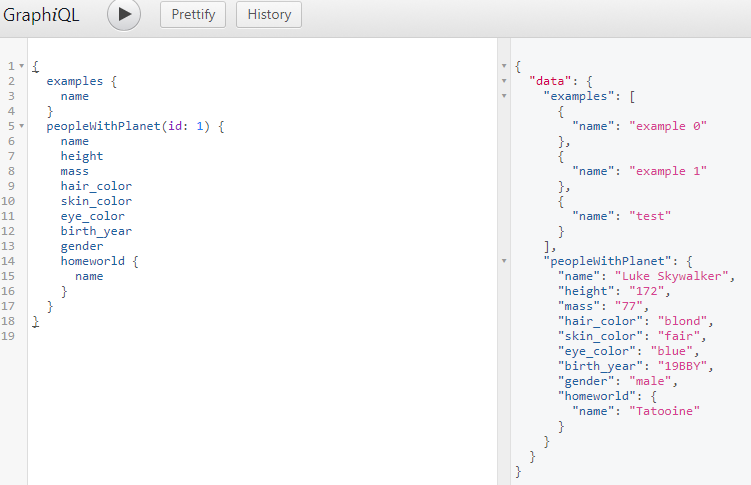 GraphiQL Prettify History
1 {
2 examples {
3 name
4 }
5 peopleWithPlanet(id: 1) {
6 name
7 height
8 mass
9 hair_color
10 skin_color
11 eye_color
12 birth_year
13 gender
14 homeworld {
15 name
16 }
17 }
18 }
19
{
"data": {
"examples": [
{
"name": "example 0"
},
{
"name": "example 1"
},
{
"name": "test"
}
],
"peopleWithPlanet": {
"name": "Luke Skywalker",
"height": "172",
"mass": "77",
"hair_color": "blond",
"skin_color": "fair",
"eye_color": "blue",
"birth_year": "19BBY",
"gender": "male",
"homeworld": {
"name": "Tatooine"
}
}
}
}